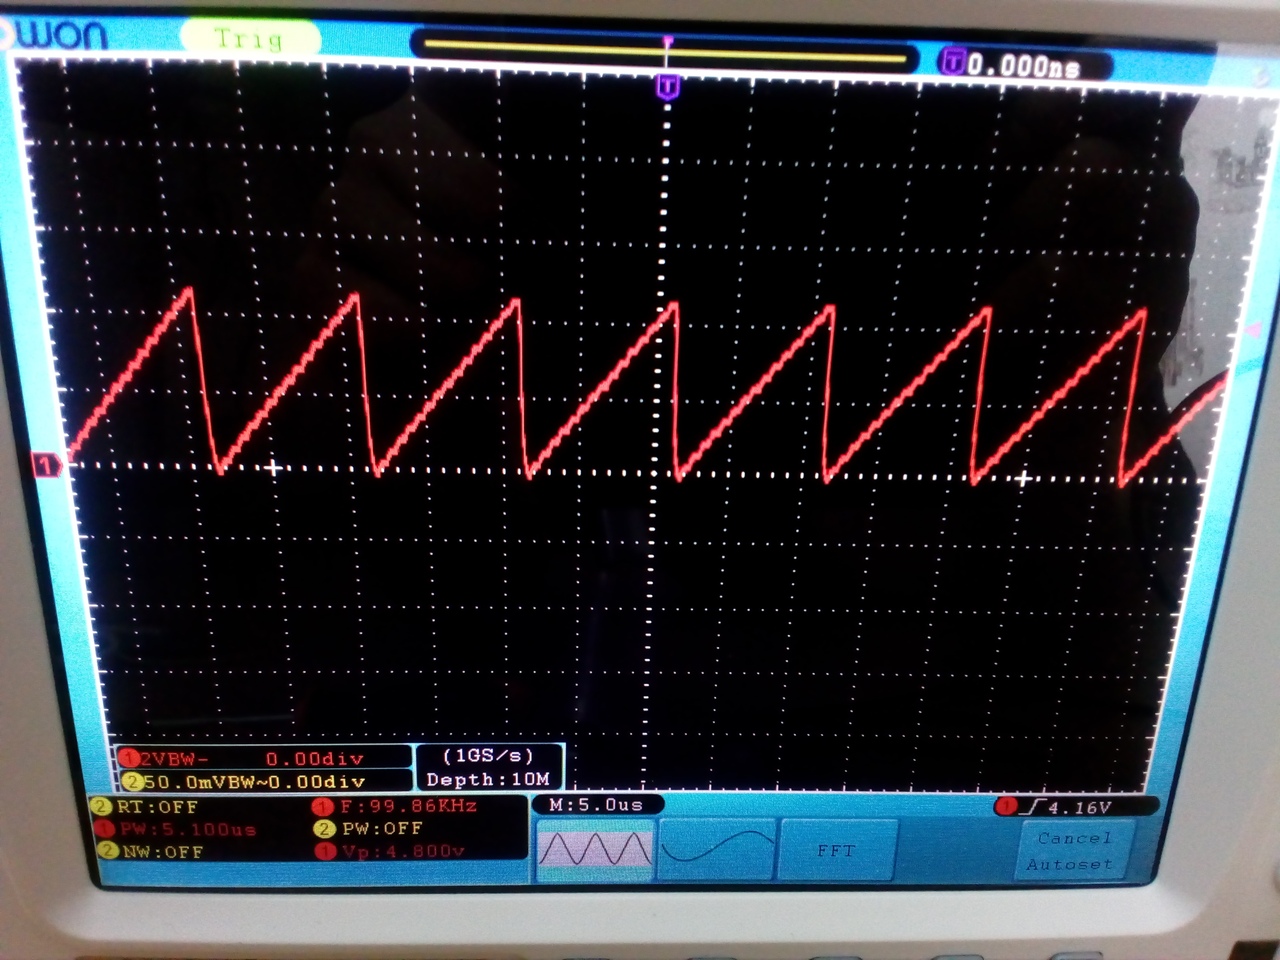 owon
Trig
T 0.000ns
T
1
1 2VBW- 0.00div
2 50.0mVBW~0.00div
(1GS/s)
Depth:10M
2 RT:OFF
1 F:99.86KHz
1 PW:5.100us
2 PW:OFF
2 NW:OFF
1 Vp:4.800v
M:5.0us
1 4.16V
FFT
Cancel
Autoset